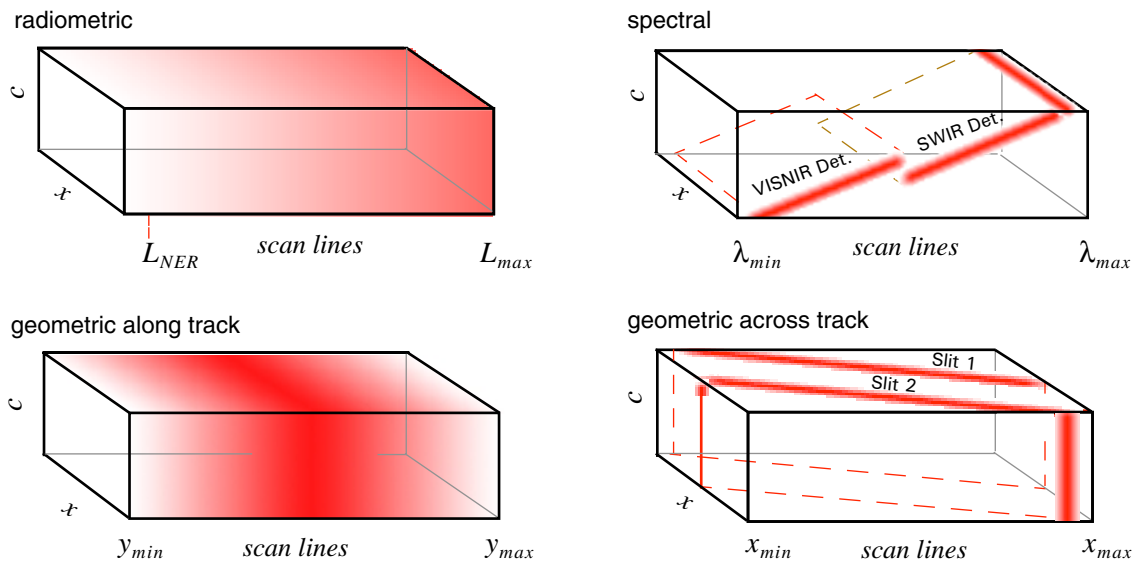 radiometric
c
x
L_NER
scan lines
L_max
spectral
c
SWIR Det.
VISNIR Det.
x
λ_min
scan lines
λ_max
geometric along track
c
x
y_min
scan lines
y_max
geometric across track
Slit 1
Slit 2
c
x
x_min
scan lines
x_max